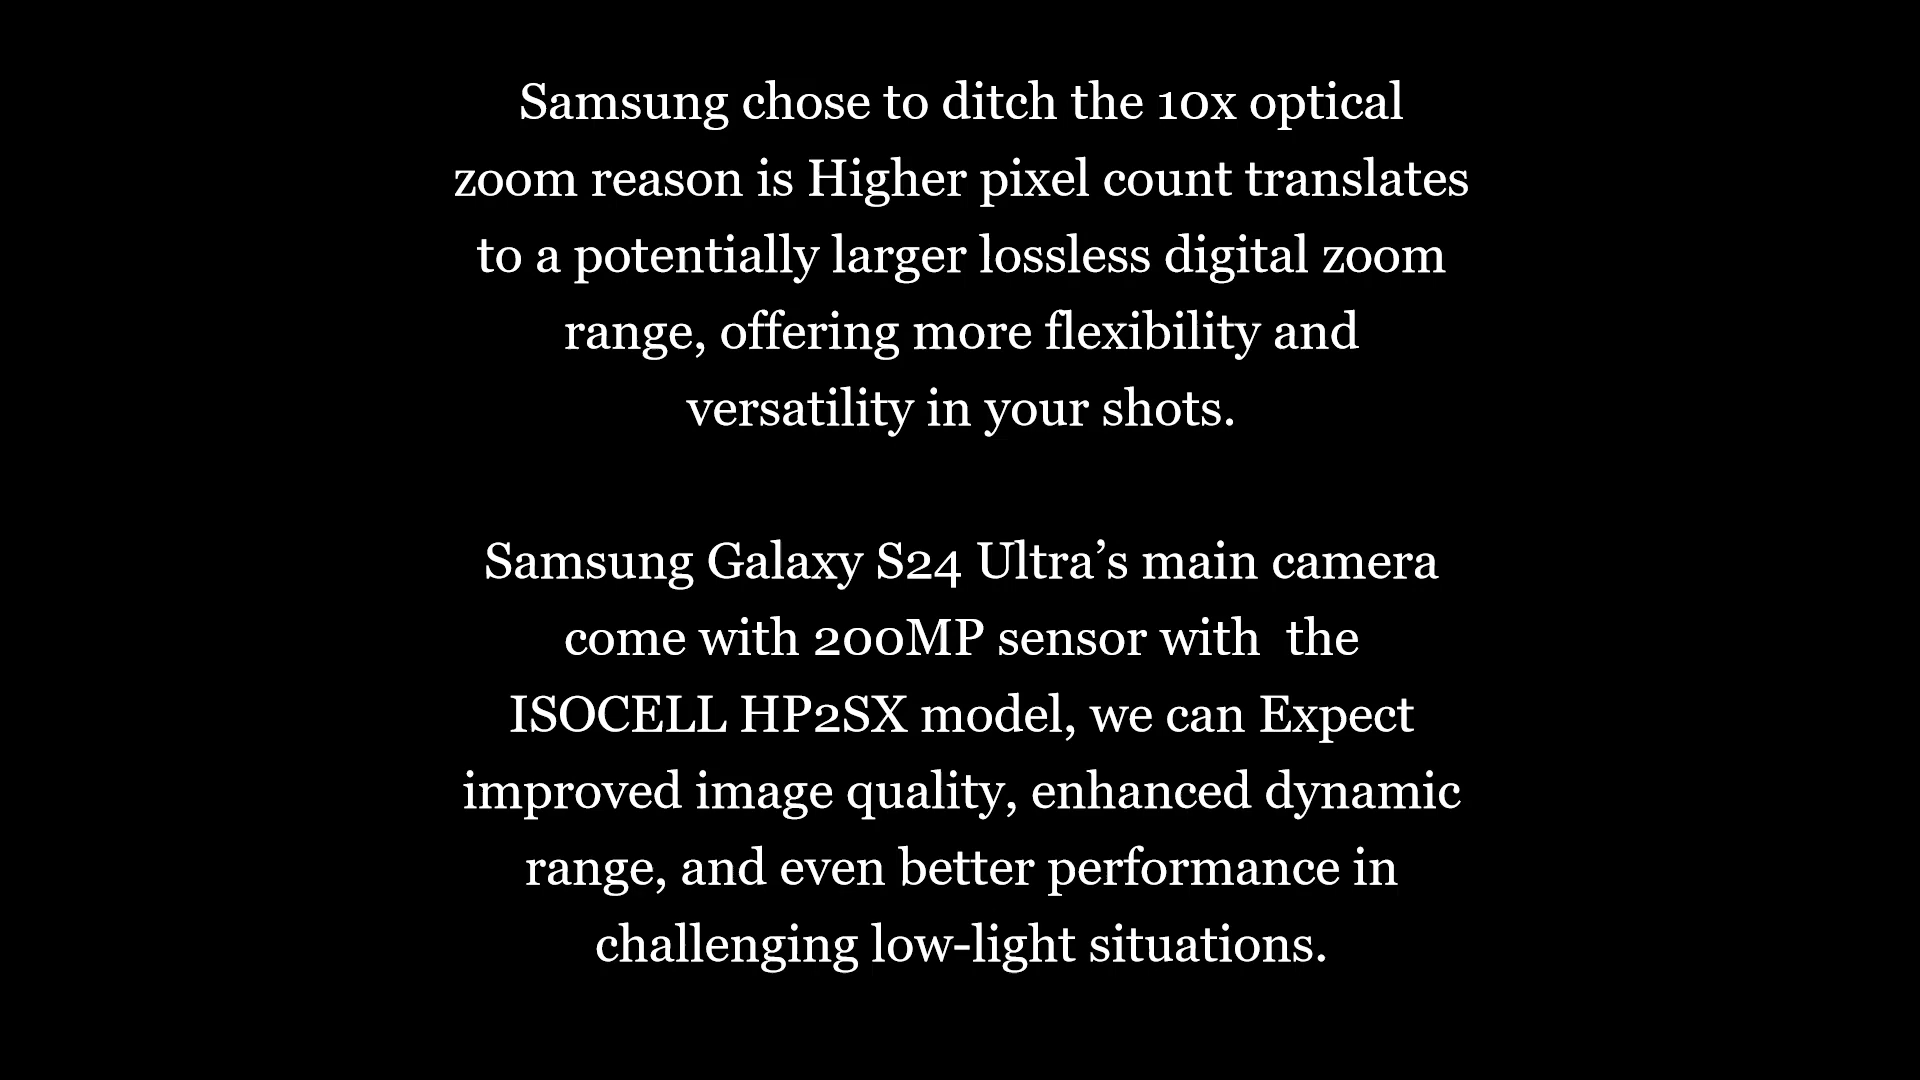 Samsung chose to ditch the 10x optical
zoom reason is Higher pixel count translates
to a potentially larger lossless digital zoom
range, offering more flexibility and
versatility in your shots.
Samsung Galaxy S24 Ultra’s main camera
come with 200MP sensor with  the
ISOCELL HP2SX model, we can Expect
improved image quality, enhanced dynamic
range, and even better performance in
challenging low-light situations.